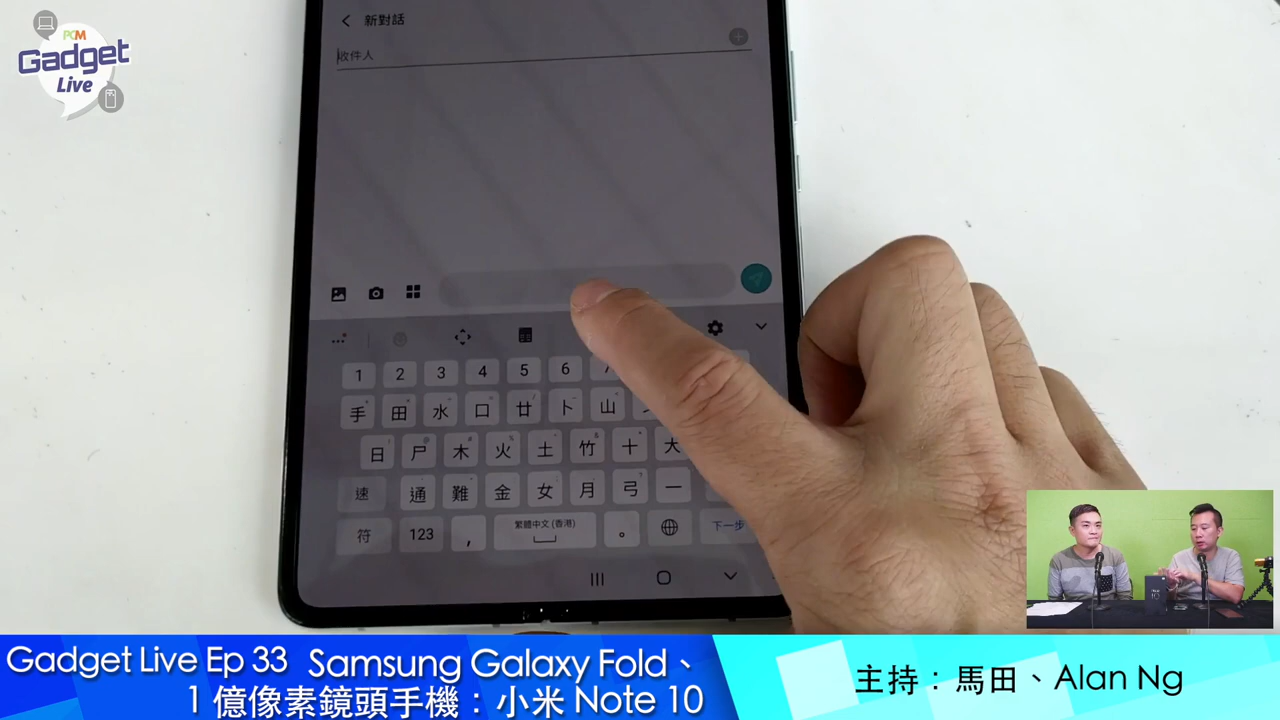 PCM
Gadget
Live
新對話
收件人
1 2 3 4 5 6
手 田 水 口 廿 卜 山
日 尸 木 火 土 竹 十 大
速 通 難 金 女 月 弓 一
符 123 , 繁體中文 (香港) 。 下一步
Gadget Live Ep 33 Samsung Galaxy Fold、
1 億像素鏡頭手機：小米 Note 10
主持：馬田、Alan Ng